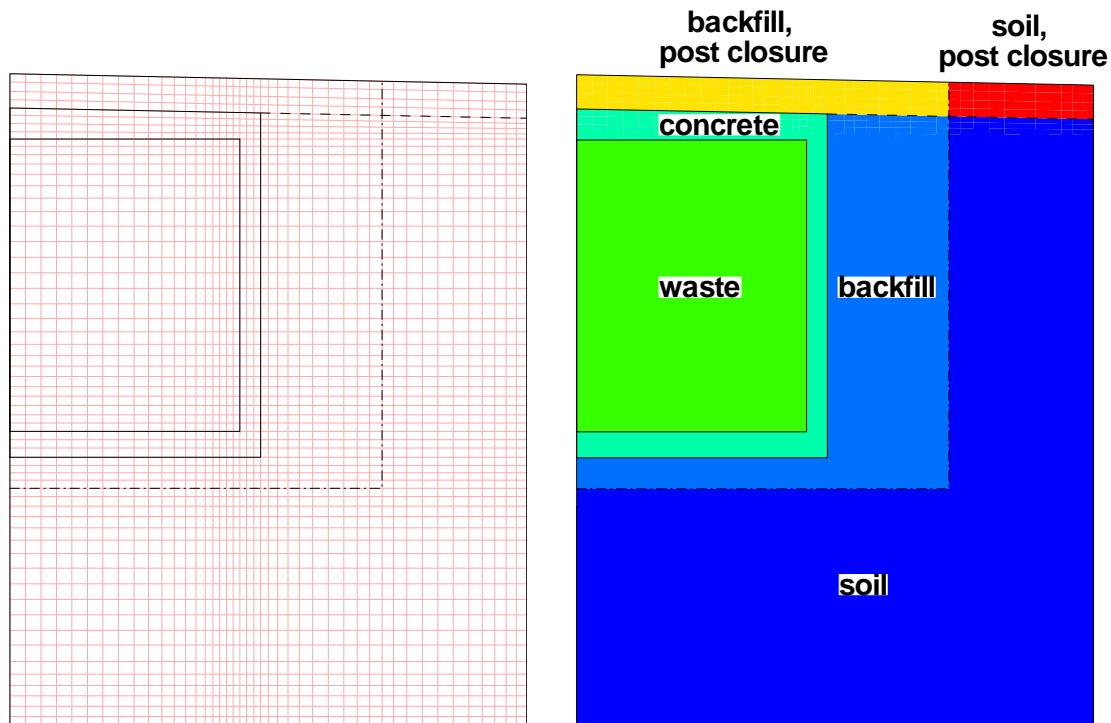 backfill,
post closure
soil,
post closure
concrete
waste
backfill
soil